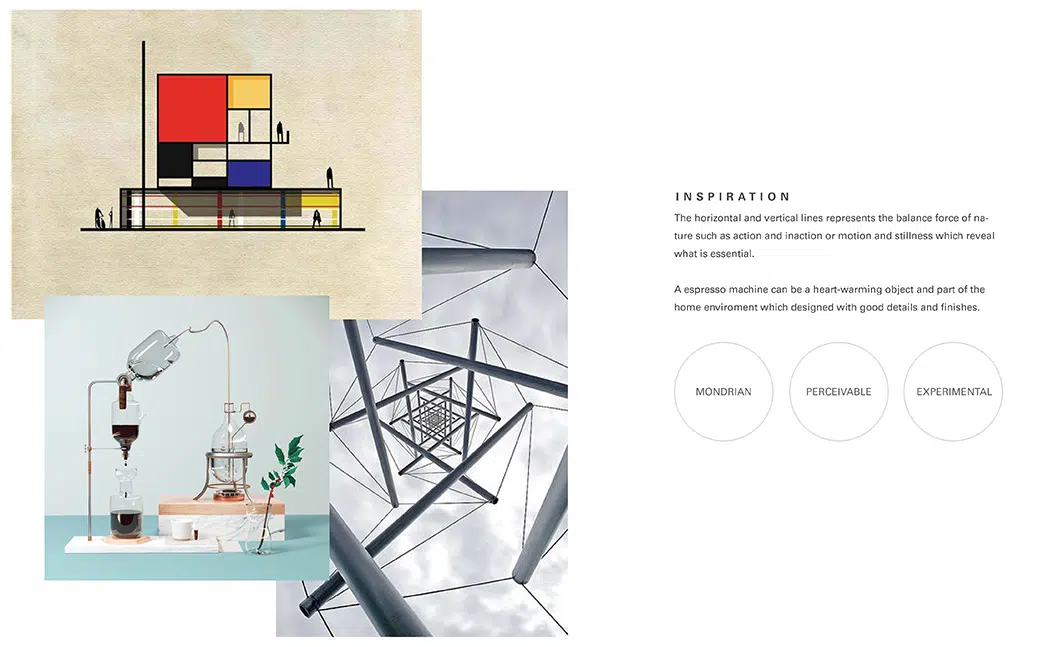 INSPIRATION
The horizontal and vertical lines represents the balance force of na-
ture such as action and inaction or motion and stillness which reveal
what is essential.
A espresso machine can be a heart-warming object and part of the
home enviroment which designed with good details and finishes.
MONDRIAN
PERCEIVABLE
EXPERIMENTAL